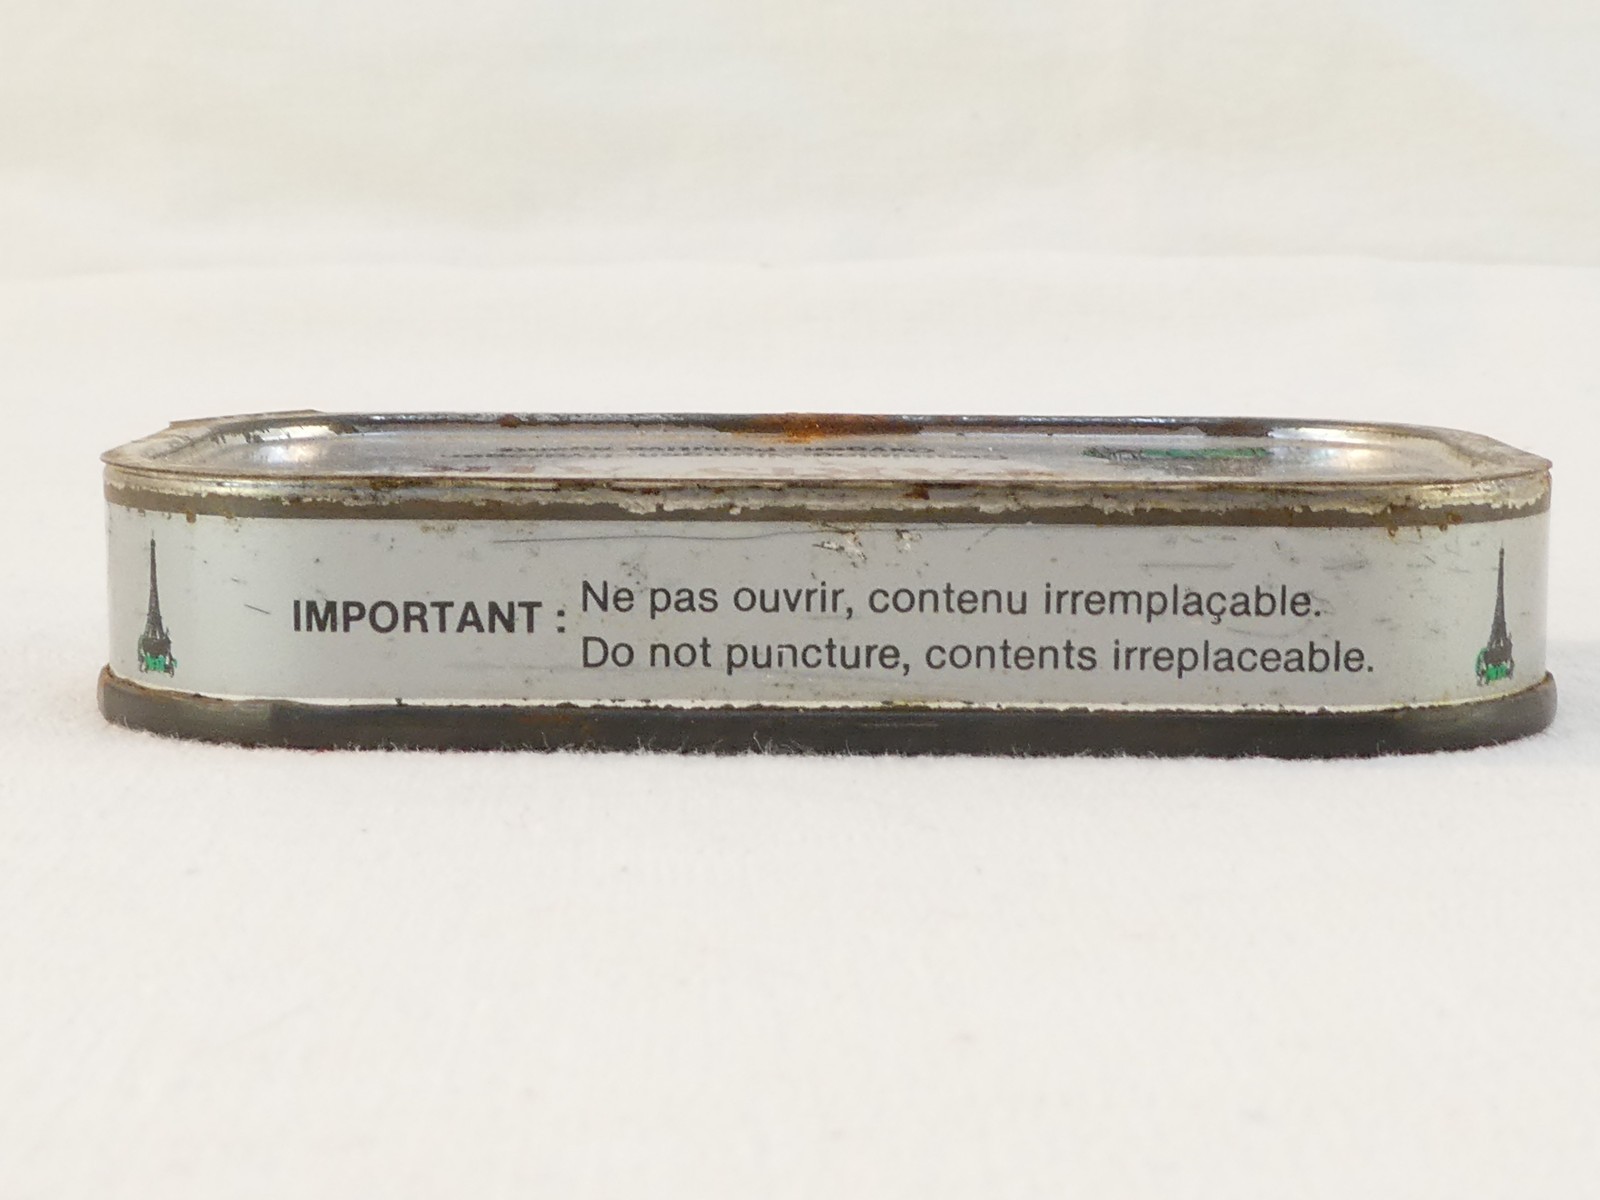 IMPORTANT : Ne pas ouvrir, contenu irremplaçable.
Do not puncture, contents irreplaceable.